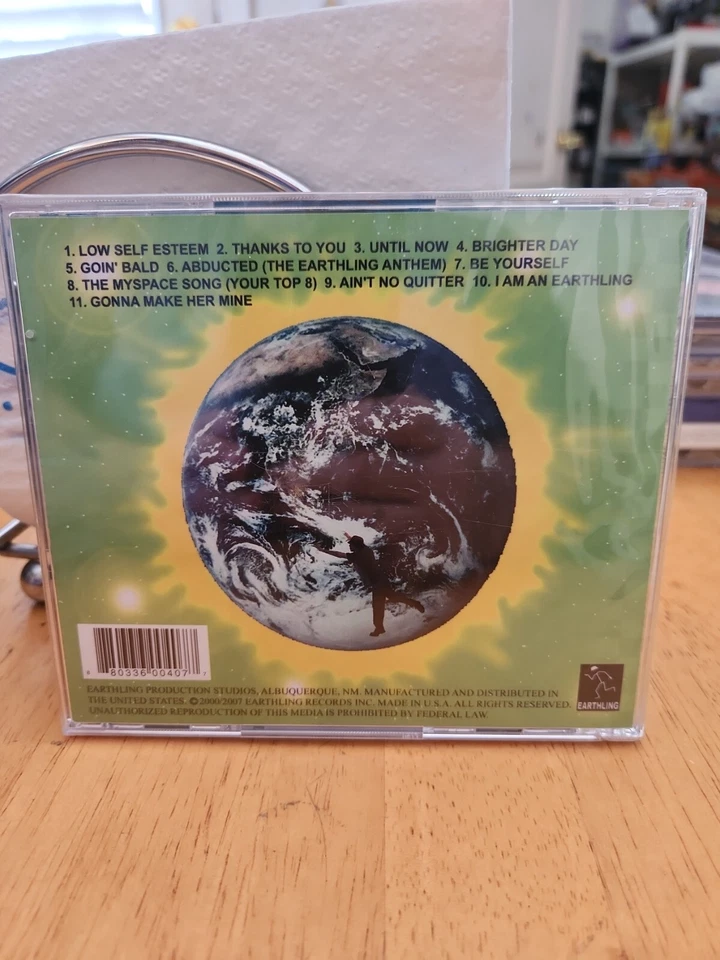 1. LOW SELF ESTEEM 2. THANKS TO YOU 3. UNTIL NOW 4. BRIGHTER DAY
5. GOIN' BALD 6. ABDUCTED (THE EARTHLING ANTHEM) 7. BE YOURSELF
8. THE MYSPACE SONG (YOUR TOP 8) 9. AIN'T NO QUITTER 10. I AM AN EARTHLING
11. GONNA MAKE HER MINE
80336 00407
EARTHLING PRODUCTION STUDIOS, ALBUQUERQUE, NM. MANUFACTURED AND DISTRIBUTED IN
THE UNITED STATES. © 2000/2007 EARTHLING RECORDS INC. MADE IN U.S.A. ALL RIGHTS RESERVED.
UNAUTHORIZED REPRODUCTION OF THIS MEDIA IS PROHIBITED BY FEDERAL LAW.
EARTHLING